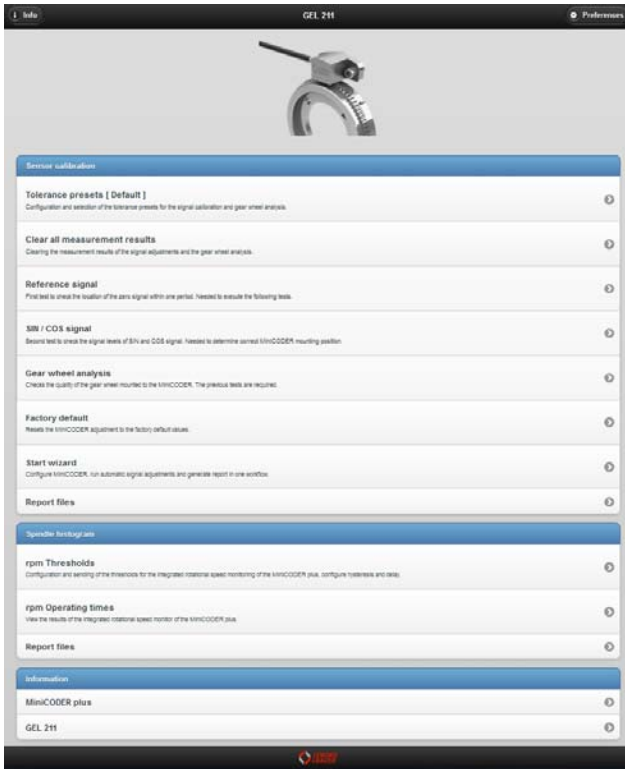 Info
GEL 211
Preferences
Sensor calibration
Tolerance presets [ Default ]
Configuration and selection of the tolerance presets for the signal calibration and gear wheel analysis.
Clear all measurement results
Clearing the measurement results of the signal adjustments and the gear wheel analysis.
Reference signal
First test to check the location of the zero signal within one period. Needed to execute the following tests.
SIN / COS signal
Second test to check the signal levels of SIN and COS signal. Needed to determine correct MiniCODER mounting position
Gear wheel analysis
Checks the quality of the gear wheel mounted to the MiniCODER. The previous tests are required.
Factory default
Resets the MiniCODER adjustment to the factory default values.
Start wizard
Configure MiniCODER, run automatic signal adjustments and generate report in one workflow.
Report files
Spindle histogram
rpm Thresholds
Configuration and sending of the thresholds for the integrated rotational speed monitoring of the MiniCODER plus, configure hysteresis and delay.
rpm Operating times
View the results of the integrated rotational speed monitor of the MiniCODER plus.
Report files
Information
MiniCODER plus
GEL 211